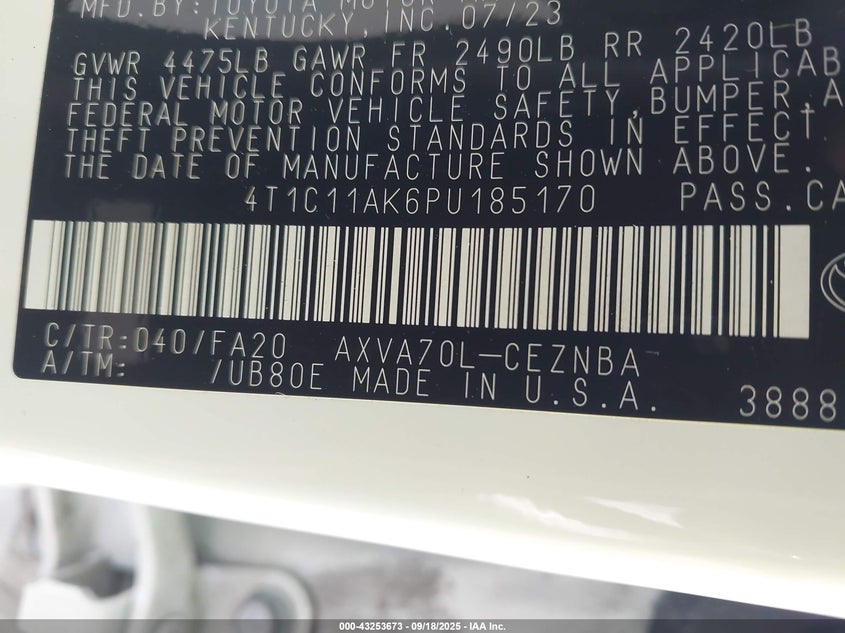 MFD. BY: TOYOTA MOTOR
KENTUCKY, INC. 07/23
GVWR 4475LB GAWR FR 2490LB RR 2420LB
THIS VEHICLE CONFORMS TO ALL APPLICAB
FEDERAL MOTOR VEHICLE SAFETY, BUMPER, A
THEFT PREVENTION STANDARDS IN EFFECT
THE DATE OF MANUFACTURE SHOWN ABOVE.
4T1C11AK6PU185170 PASS. CA
C/TR: 040/FA20 AXVA70L-CEZNBA
A/TM: /UB80E MADE IN U.S.A. 3888
000-43253673 - 09/18/2025 - IAA Inc.